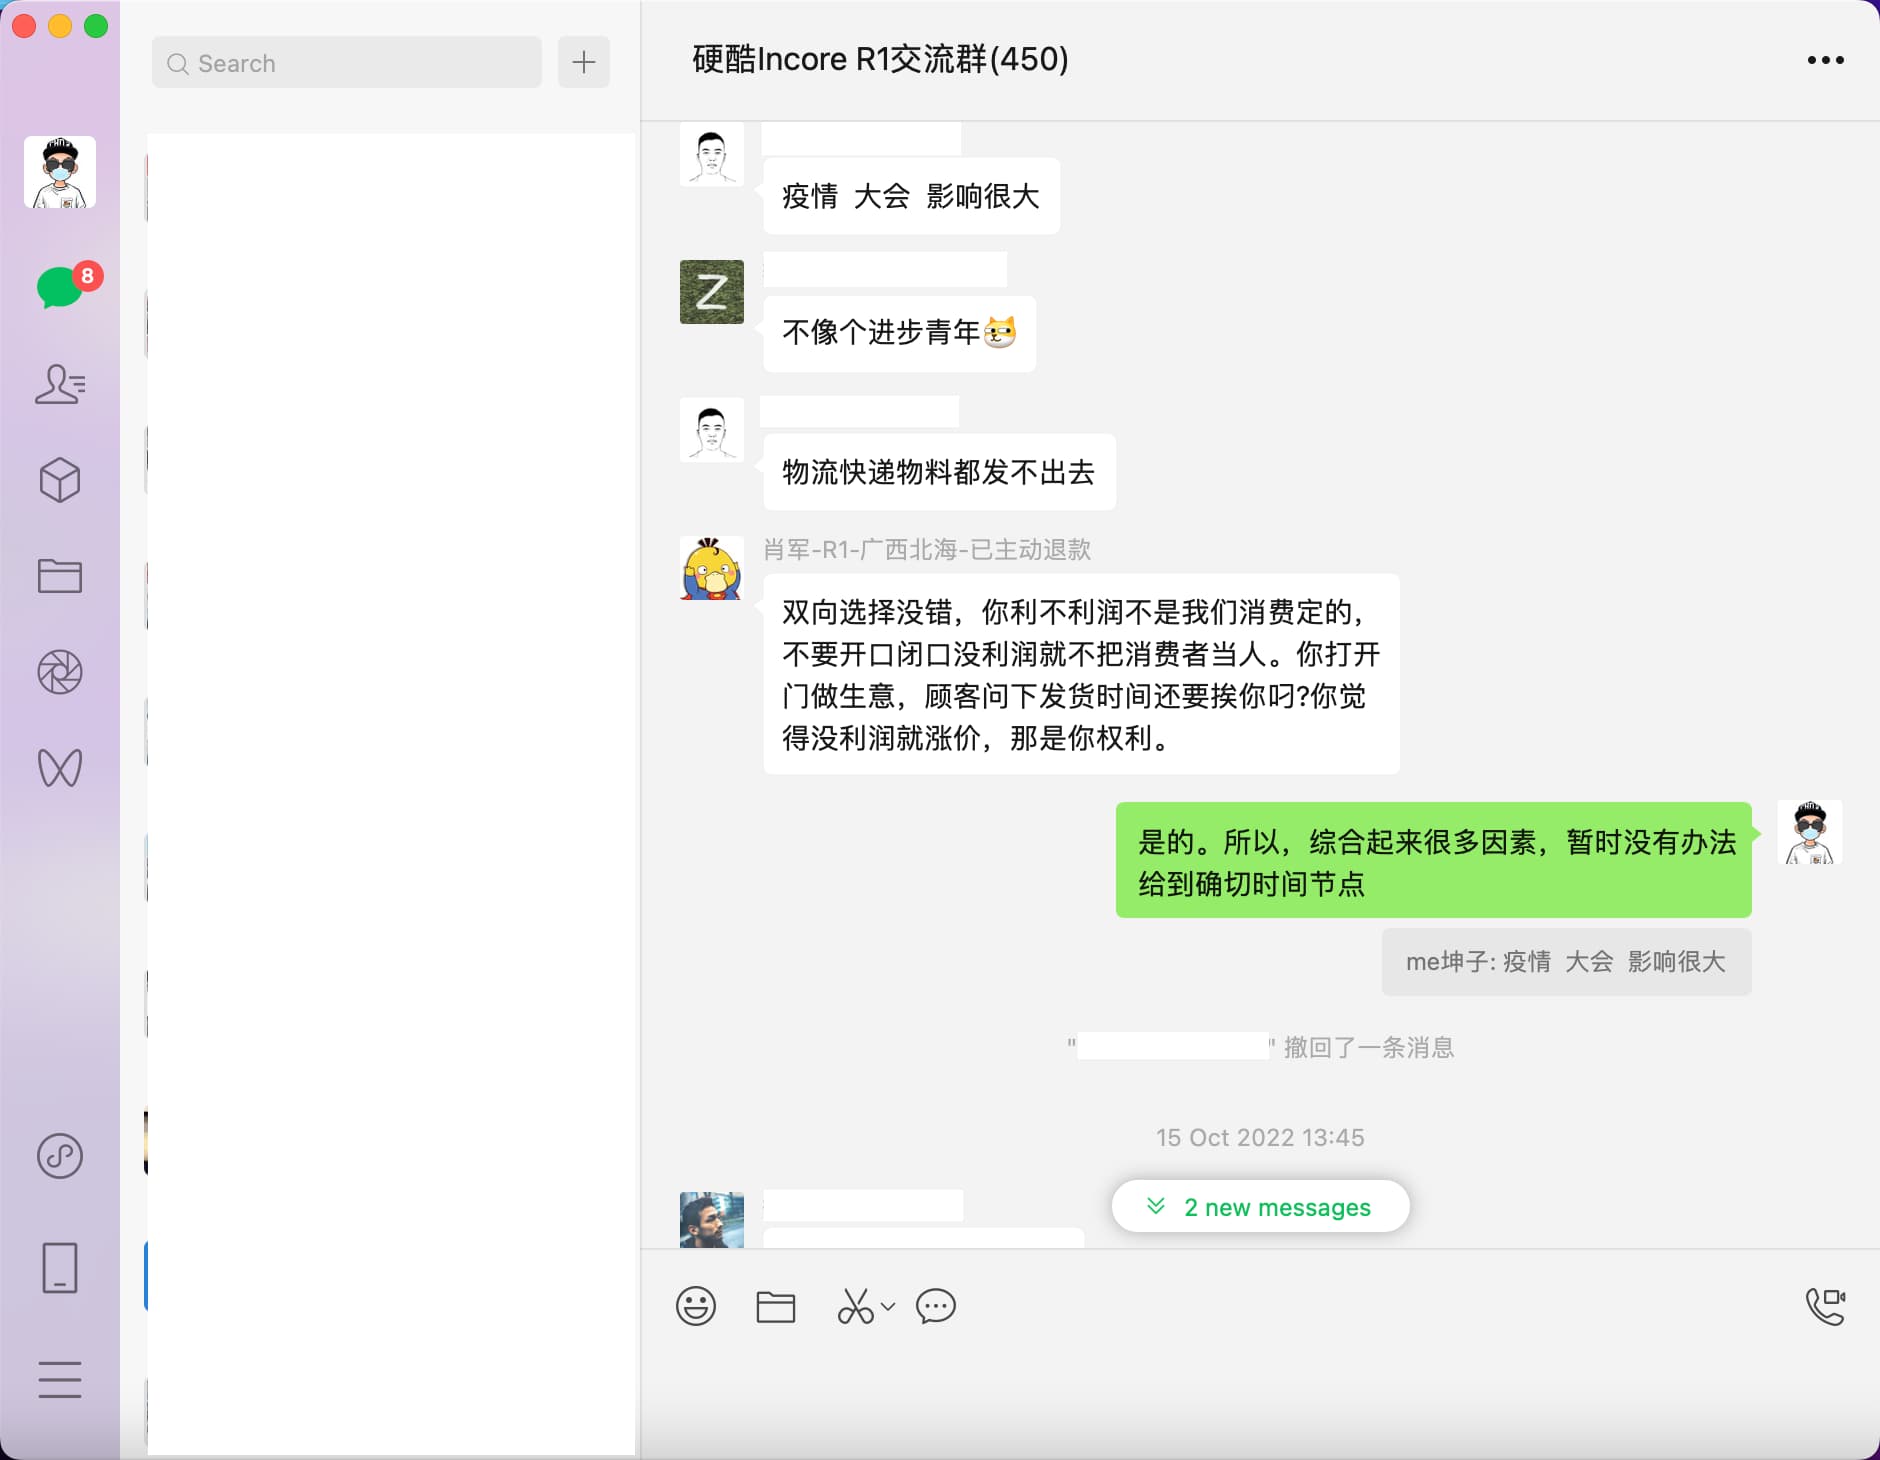 Search
硬酷Incore R1交流群(450)
8
疫情 大会 影响很大
Z
不像个进步青年
物流快递物料都发不出去
肖军-R1-广西北海-已主动退款
双向选择没错，你利不利润不是我们消费定的，
不要开口闭口没利润就不把消费者当人。你打开
门做生意，顾客问下发货时间还要挨你叼?你觉
得没利润就涨价，那是你权利。
是的。所以，综合起来很多因素，暂时没有办法
给到确切时间节点
me坤子: 疫情 大会 影响很大
" " 撤回了一条消息
15 Oct 2022 13:45
2 new messages